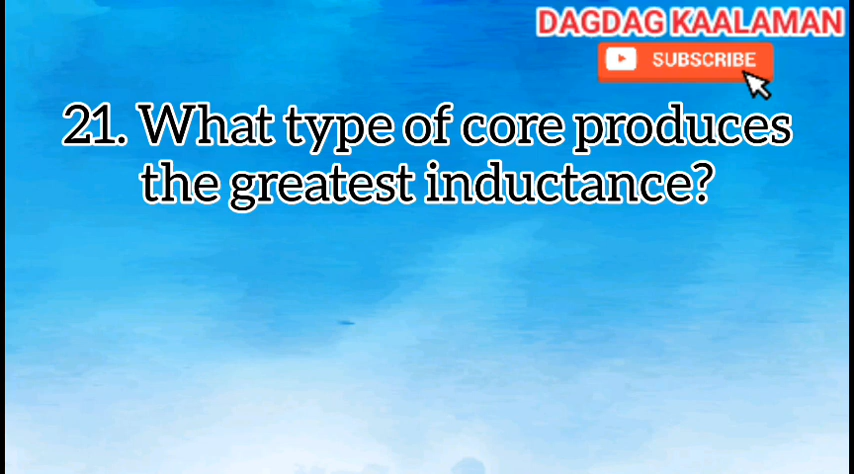 DAGDAG KAALAMAN
SUBSCRIBE
21. What type of core produces
the greatest inductance?